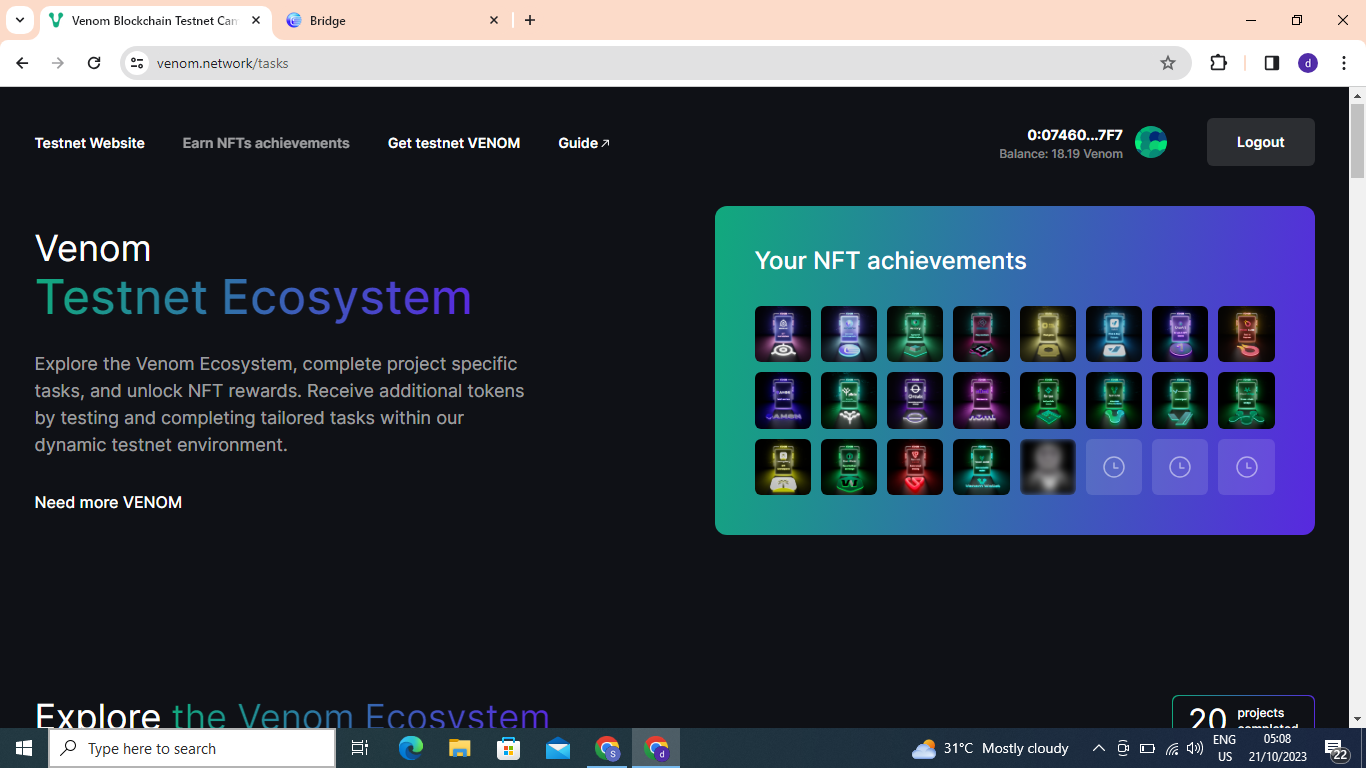 Venom Blockchain Testnet Can
Bridge
venom.network/tasks
d
Testnet Website
Earn NFTs achievements
Get testnet VENOM
Guide
0:07460...7F7
Balance: 18.19 Venom
Logout
Venom
Testnet Ecosystem
Explore the Venom Ecosystem, complete project specific
tasks, and unlock NFT rewards. Receive additional tokens
by testing and completing tailored tasks within our
dynamic testnet environment.
Need more VENOM
Your NFT achievements
Explore the Venom Ecosystem
20
projects
completed
Type here to search
S
d
31°C Mostly cloudy
ENG
US
05:08
21/10/2023
22